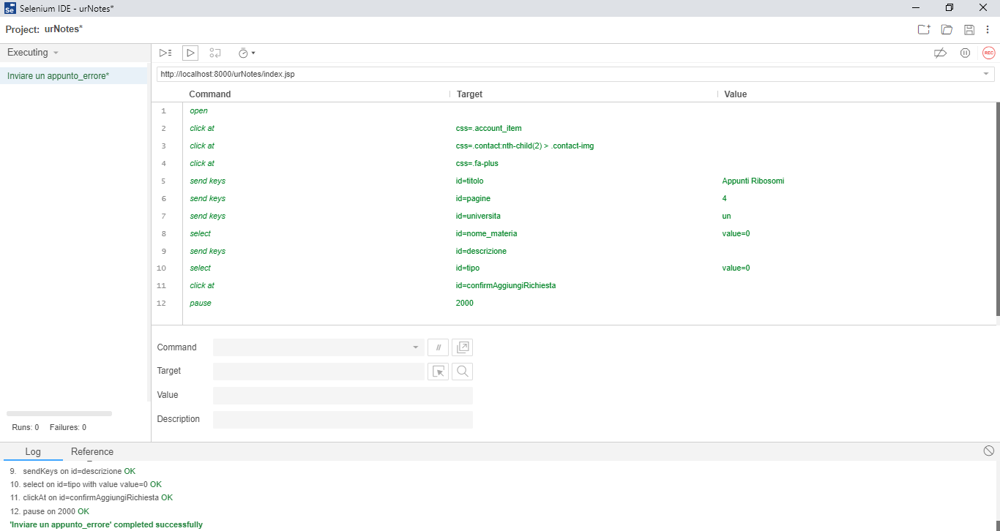 Se Selenium IDE - urNotes*
Project: urNotes*
Executing
REC
Inviare un appunto_errore*
http://localhost:8000/urNotes/index.jsp
Command Target Value
1 open
2 click at css=.account_item
3 click at css=.contact:nth-child(2) > .contact-img
4 click at css=.fa-plus
5 send keys id=titolo Appunti Ribosomi
6 send keys id=pagine 4
7 send keys id=universita un
8 select id=nome_materia value=0
9 send keys id=descrizione
10 select id=tipo value=0
11 click at id=confirmAggiungiRichiesta
12 pause 2000
Command //
Target
Value
Description
Runs: 0 Failures: 0
Log Reference
9. sendKeys on id=descrizione OK
10. select on id=tipo with value value=0 OK
11. clickAt on id=confirmAggiungiRichiesta OK
12. pause on 2000 OK
'Inviare un appunto_errore' completed successfully